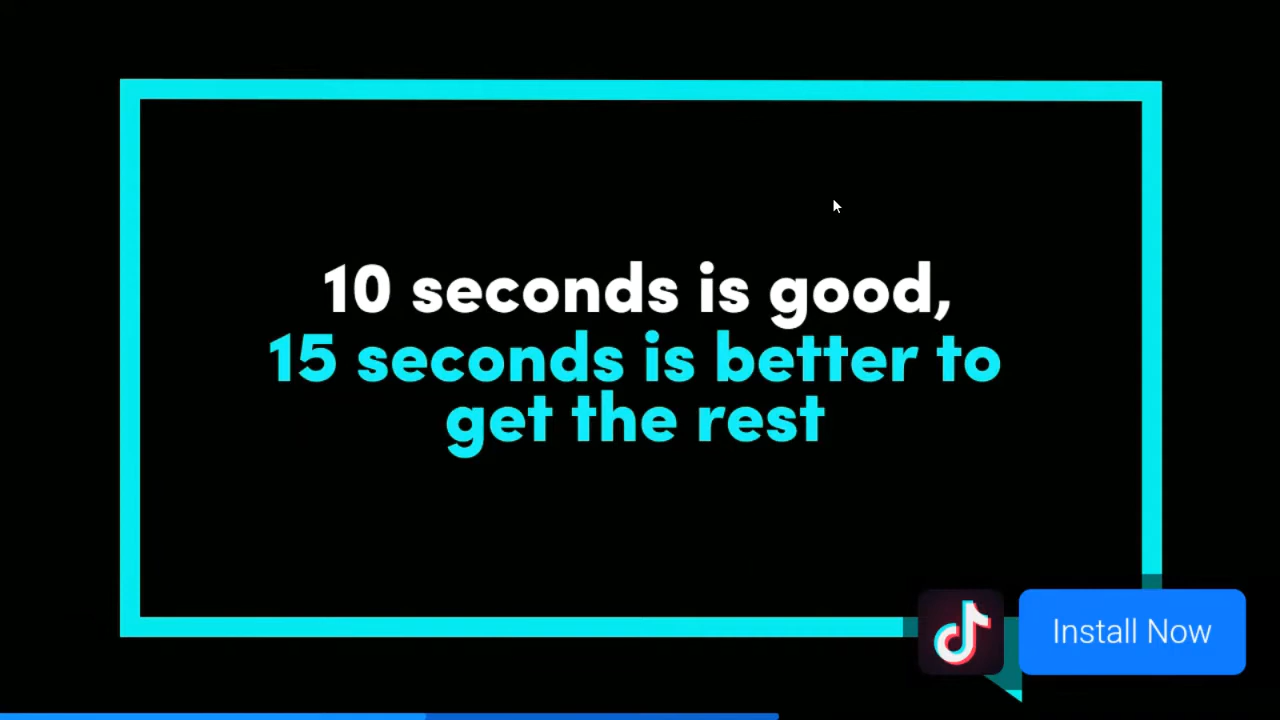 10 seconds is good,
15 seconds is better to
get the rest
Install Now